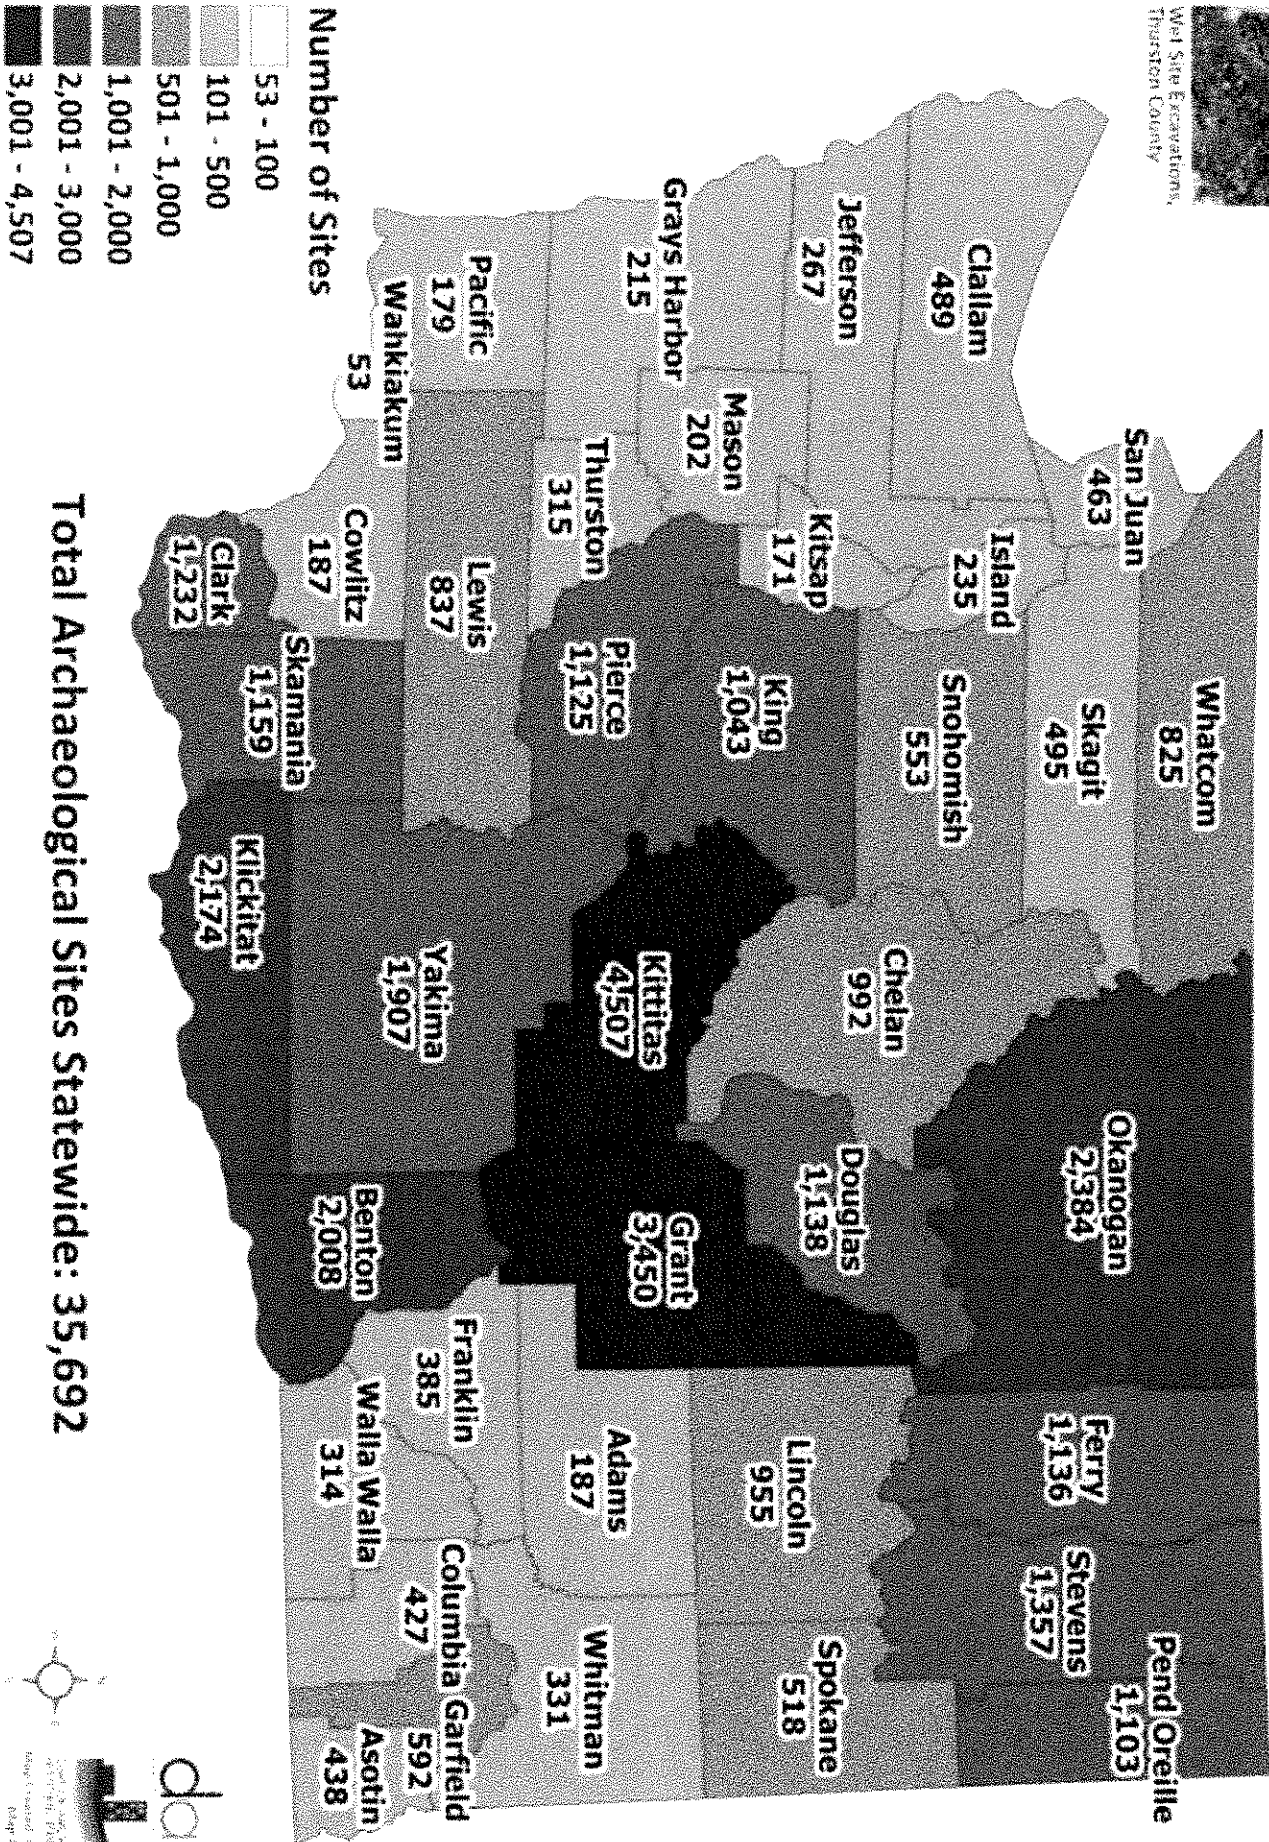 Wet Site Excavations,
Thurston County
Whatcom
825
San Juan
463
Skagit
495
Okanogan
2,384
Ferry
1,136
Stevens
1,357
Pend Oreille
1,103
Clallam
489
Island
235
Snohomish
553
Chelan
992
Jefferson
267
Kitsap
171
Douglas
1,138
King
1,043
Lincoln
955
Spokane
518
Mason
202
Grays Harbor
215
Kittitas
4,507
Grant
3,450
Thurston
315
Pierce
1,125
Adams
187
Whitman
331
Pacific
179
Lewis
837
Yakima
1,907
Franklin
385
Columbia
427
Garfield
592
Wahkiakum
53
Cowlitz
187
Benton
2,008
Walla Walla
314
Asotin
438
Skamania
1,159
Clark
1,232
Klickitat
2,174
Number of Sites
53 - 100
101 - 500
501 - 1,000
1,001 - 2,000
2,001 - 3,000
3,001 - 4,507
Total Archaeological Sites Statewide: 35,692